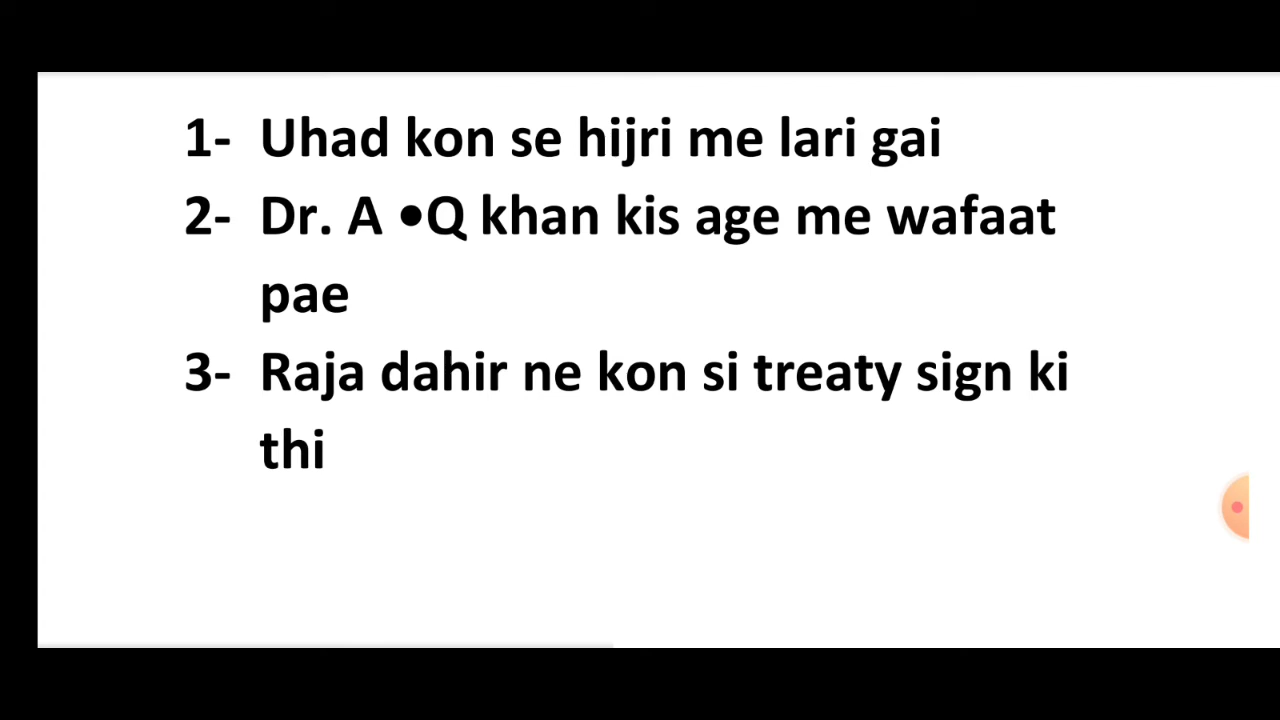 1- Uhad kon se hijri me lari gai
2- Dr. A •Q khan kis age me wafaat
pae
3- Raja dahir ne kon si treaty sign ki
thi